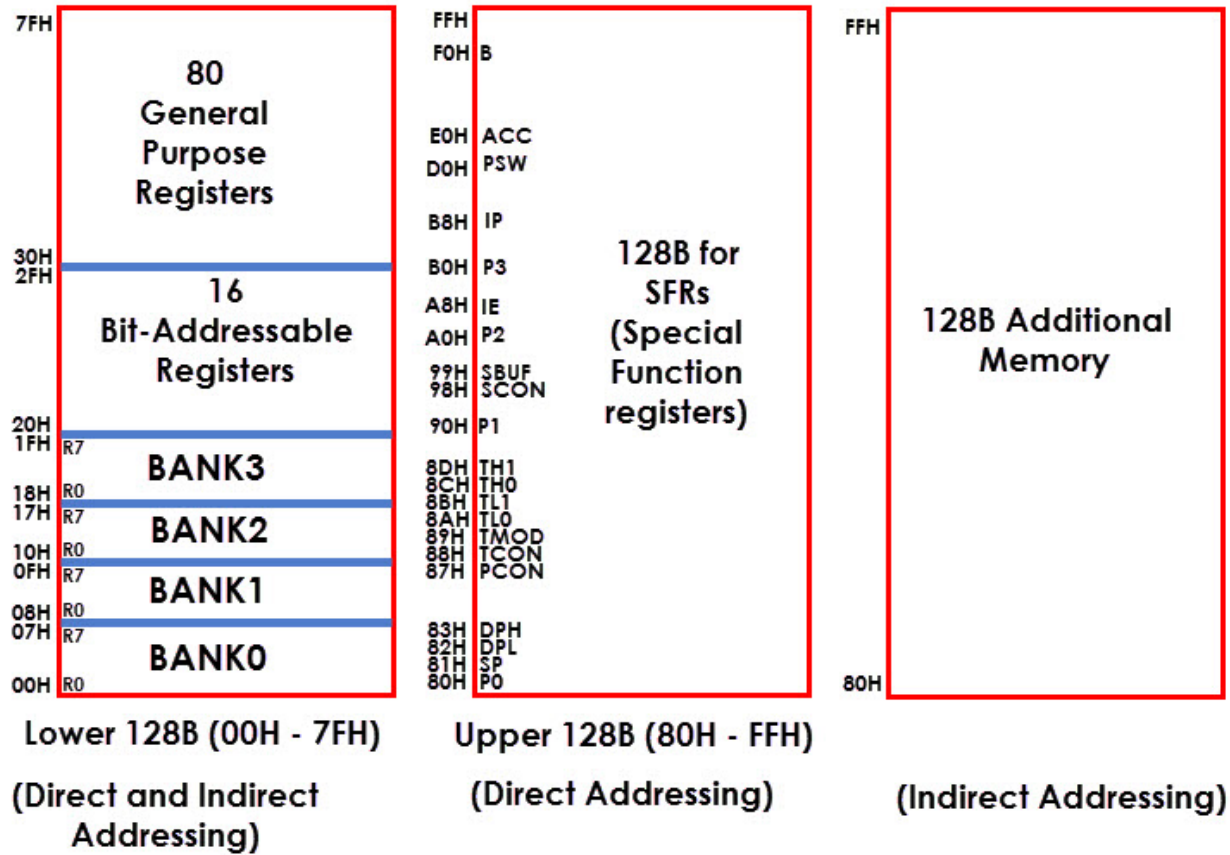 7FH
80
General
Purpose
Registers
30H
2FH
16
Bit-Addressable
Registers
20H
1FH R7
BANK3
18H R0
17H R7
BANK2
10H R0
0FH R7
BANK1
08H R0
07H R7
BANK0
00H R0
Lower 128B (00H - 7FH)
(Direct and Indirect
Addressing)
FFH
F0H B
E0H ACC
D0H PSW
B8H IP
B0H P3
A8H IE
A0H P2
99H SBUF
98H SCON
90H P1
8DH TH1
8CH TH0
8BH TL1
8AH TL0
89H TMOD
88H TCON
87H PCON
83H DPH
82H DPL
81H SP
80H P0
128B for
SFRs
(Special
Function
registers)
Upper 128B (80H - FFH)
(Direct Addressing)
FFH
128B Additional
Memory
80H
(Indirect Addressing)